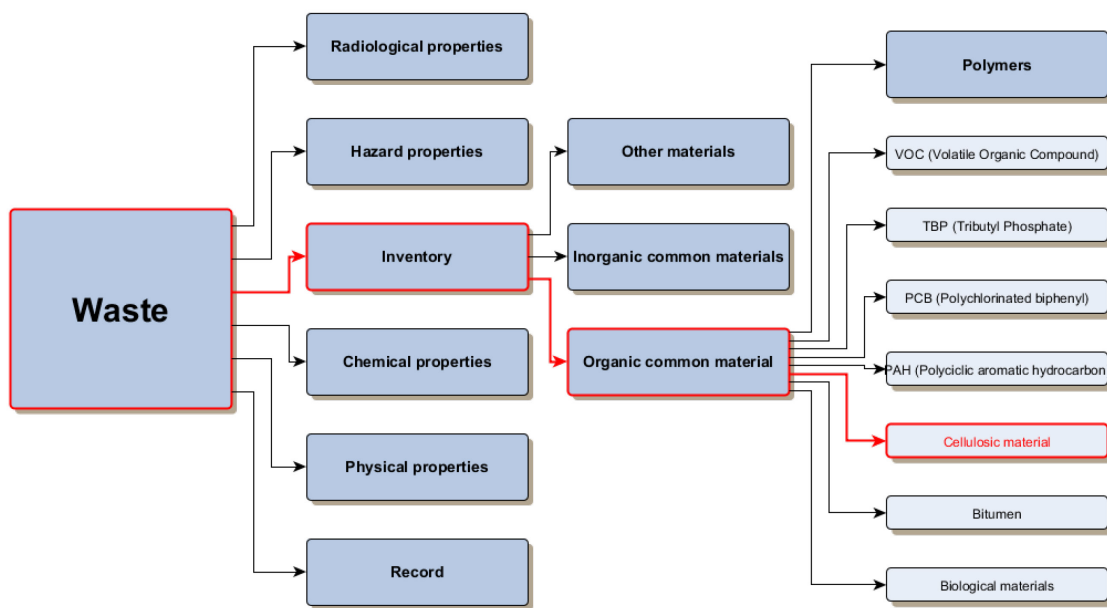 Waste
Radiological properties
Hazard properties
Inventory
Chemical properties
Physical properties
Record
Other materials
Inorganic common materials
Organic common material
Polymers
VOC (Volatile Organic Compound)
TBP (Tributyl Phosphate)
PCB (Polychlorinated biphenyl)
PAH (Polyciclic aromatic hydrocarbon
Cellulosic material
Bitumen
Biological materials